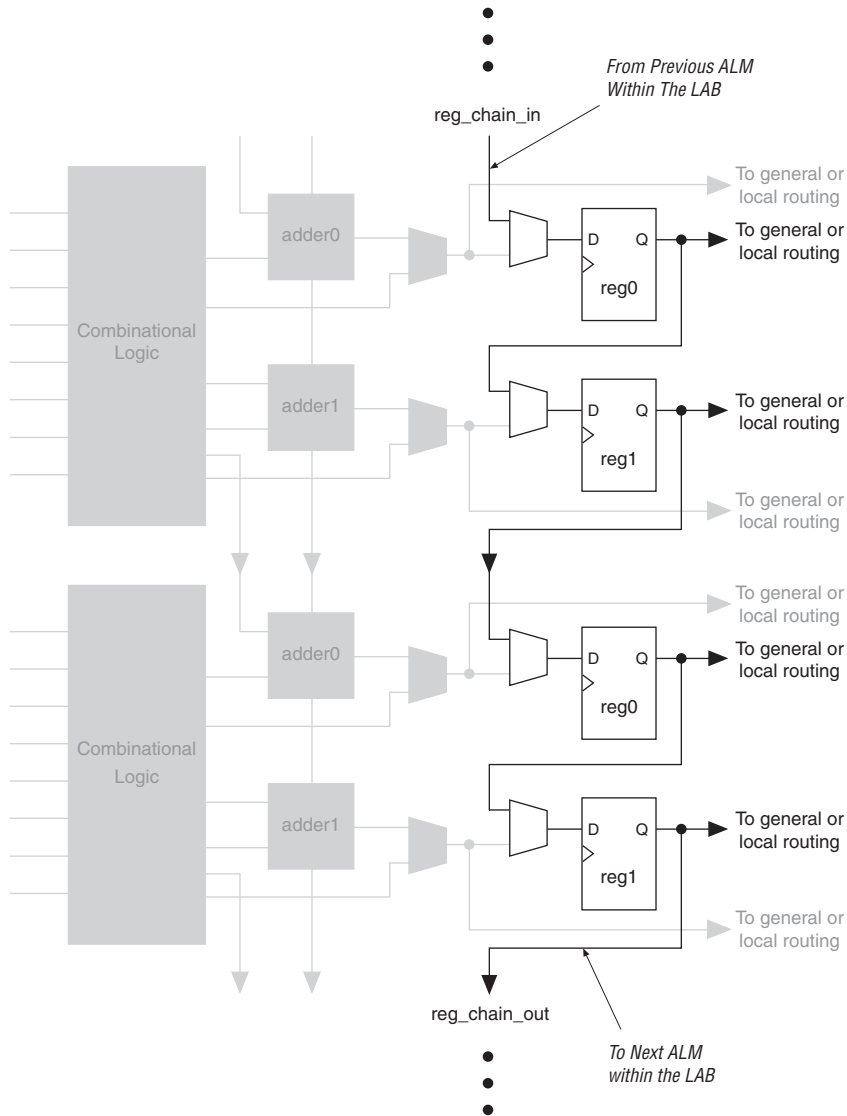 From Previous ALM
Within The LAB
reg_chain_in
To general or
local routing
adder0
D Q
reg0
To general or
local routing
Combinational
Logic
adder1
D Q
reg1
To general or
local routing
To general or
local routing
To general or
local routing
adder0
D Q
reg0
To general or
local routing
Combinational
Logic
adder1
D Q
reg1
To general or
local routing
To general or
local routing
reg_chain_out
To Next ALM
within the LAB